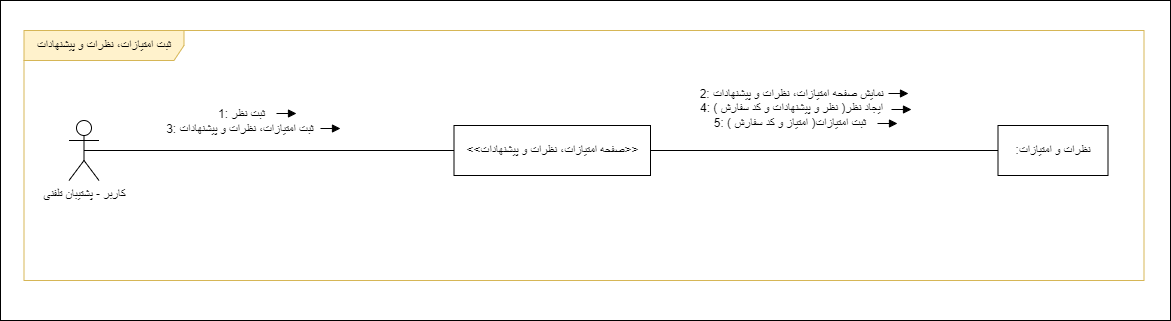 ثبت امتیازات، نظرات و پیشنهادات
1: ثبت نظر
3: ثبت امتیازات، نظرات و پیشنهادات
2: نمایش صفحه امتیازات، نظرات و پیشنهادات
4: ایجاد نظر( نظر و پیشنهادات و کد سفارش )
5: ثبت امتیازات( امتیاز و کد سفارش )
کاربر - پشتیبان تلفنی
<<صفحه امتیازات، نظرات و پیشنهادات>>
نظرات و امتیازات: